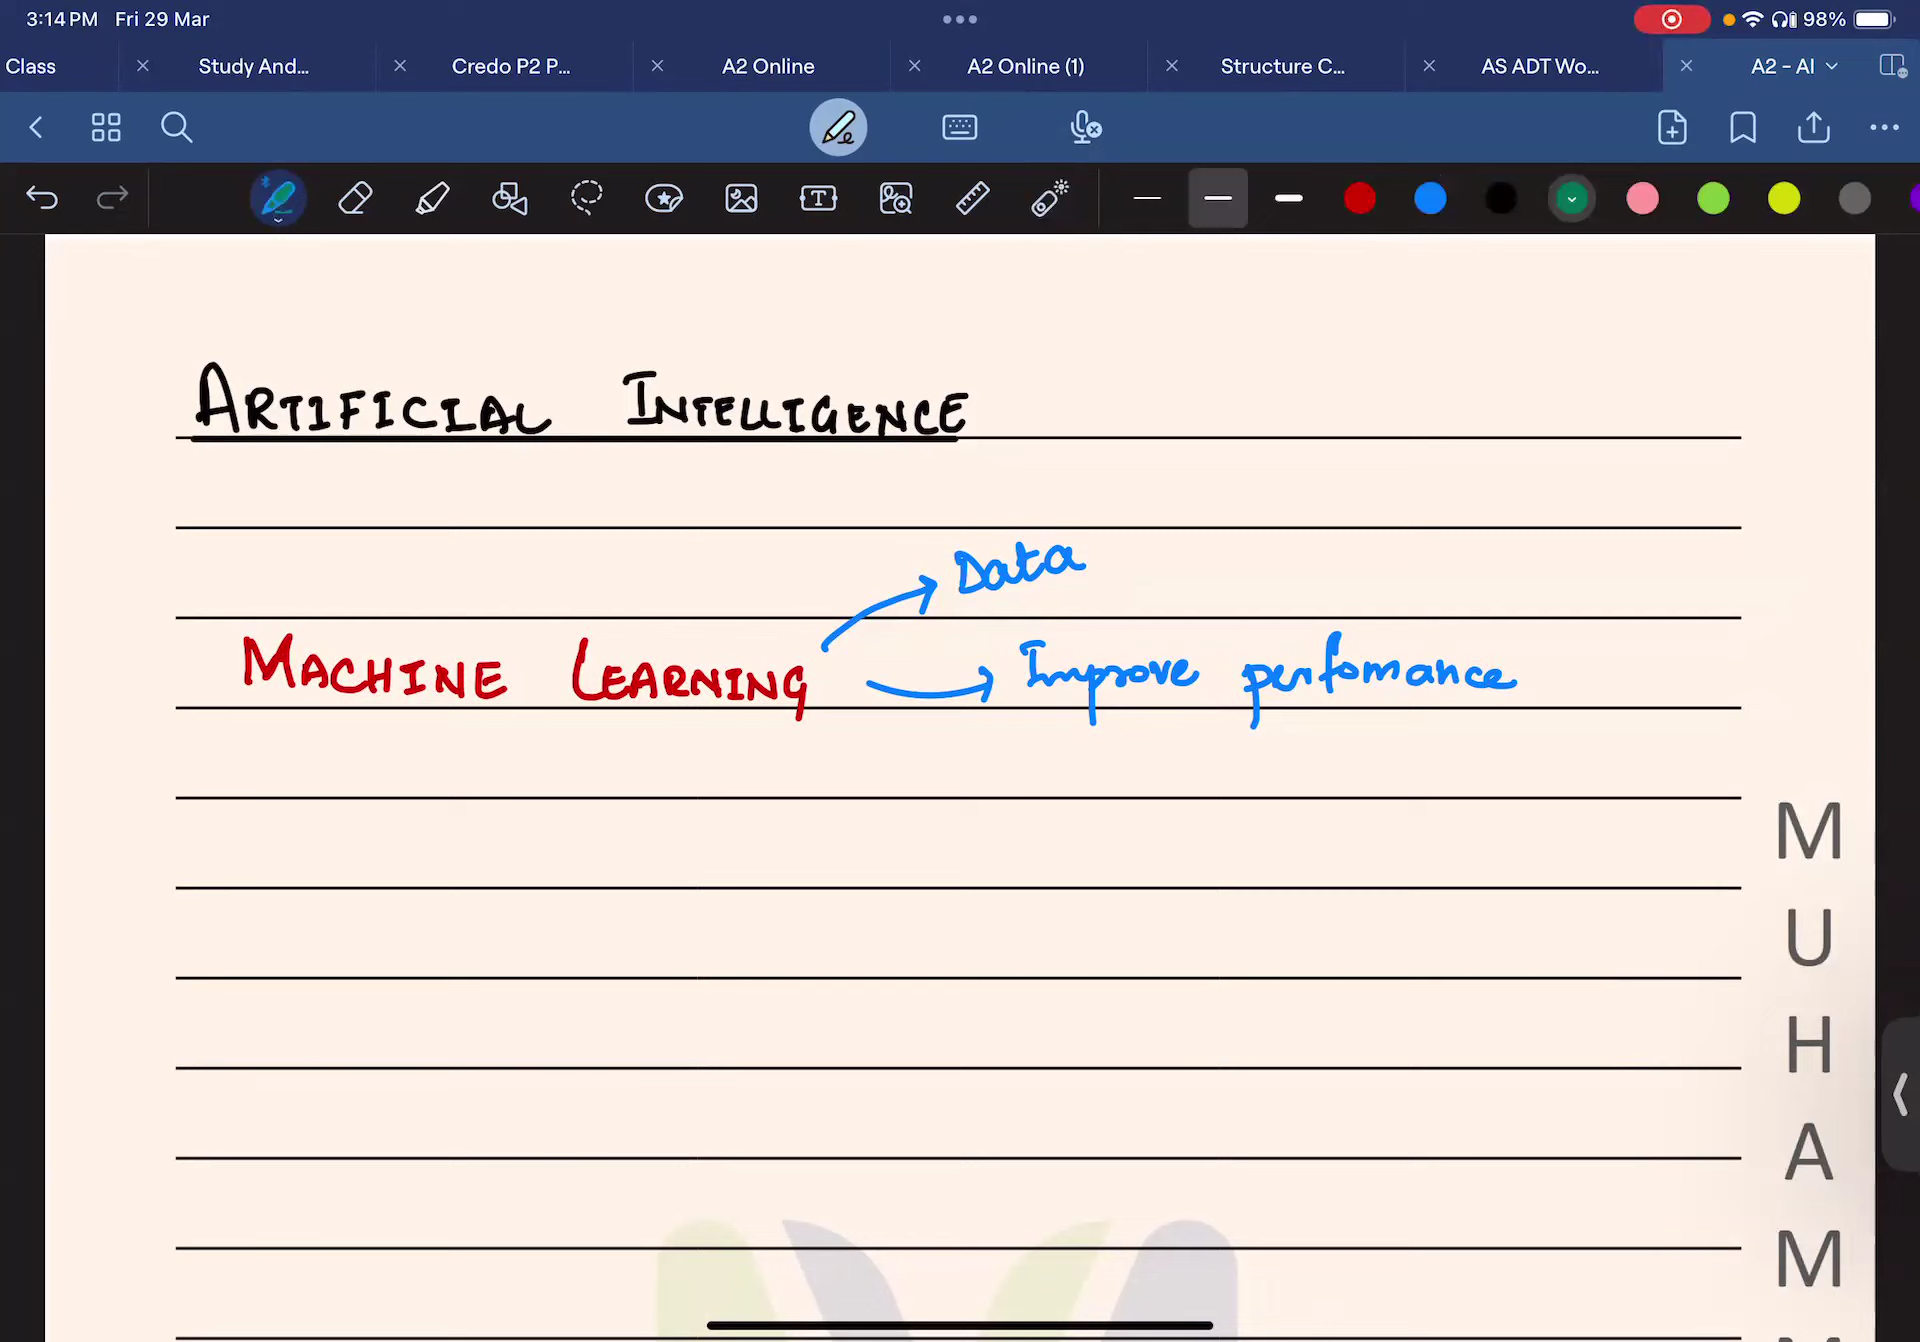 3:14 PM Fri 29 Mar 98%
Class Study And... Credo P2 P... A2 Online A2 Online (1) Structure C... AS ADT Wo... A2 - AI
ARTIFICIAL INTELLIGENCE
Data
MACHINE LEARNING Improve perfomance
M
U
H
A
M